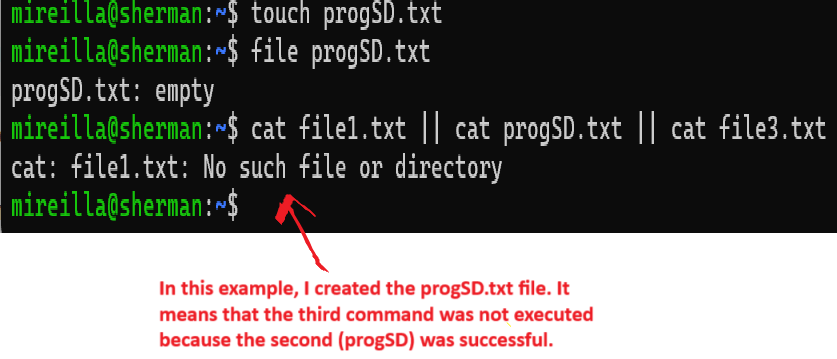 mireilla@sherman:~$ touch progSD.txt
mireilla@sherman:~$ file progSD.txt
progSD.txt: empty
mireilla@sherman:~$ cat file1.txt || cat progSD.txt || cat file3.txt
cat: file1.txt: No such file or directory
mireilla@sherman:~$
In this example, I created the progSD.txt file. It
means that the third command was not executed
because the second (progSD) was successful.